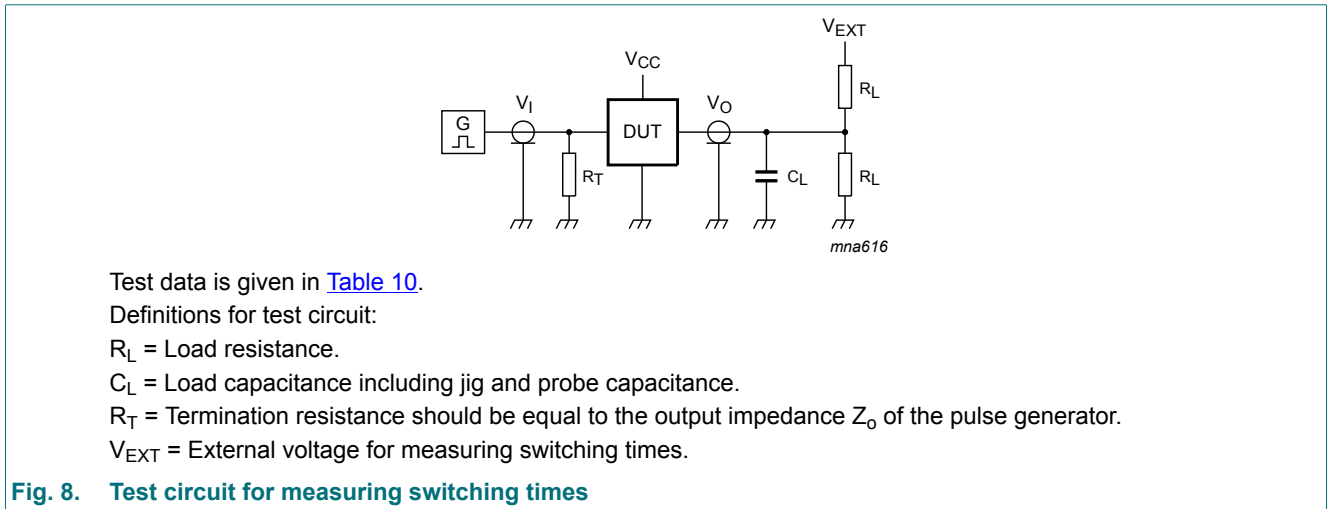 VEXT
VCC
RL
VI
VO
G
DUT
RT
CL
RL
mna616
Test data is given in Table 10.
Definitions for test circuit:
RL = Load resistance.
CL = Load capacitance including jig and probe capacitance.
RT = Termination resistance should be equal to the output impedance Zo of the pulse generator.
VEXT = External voltage for measuring switching times.
Fig. 8. Test circuit for measuring switching times